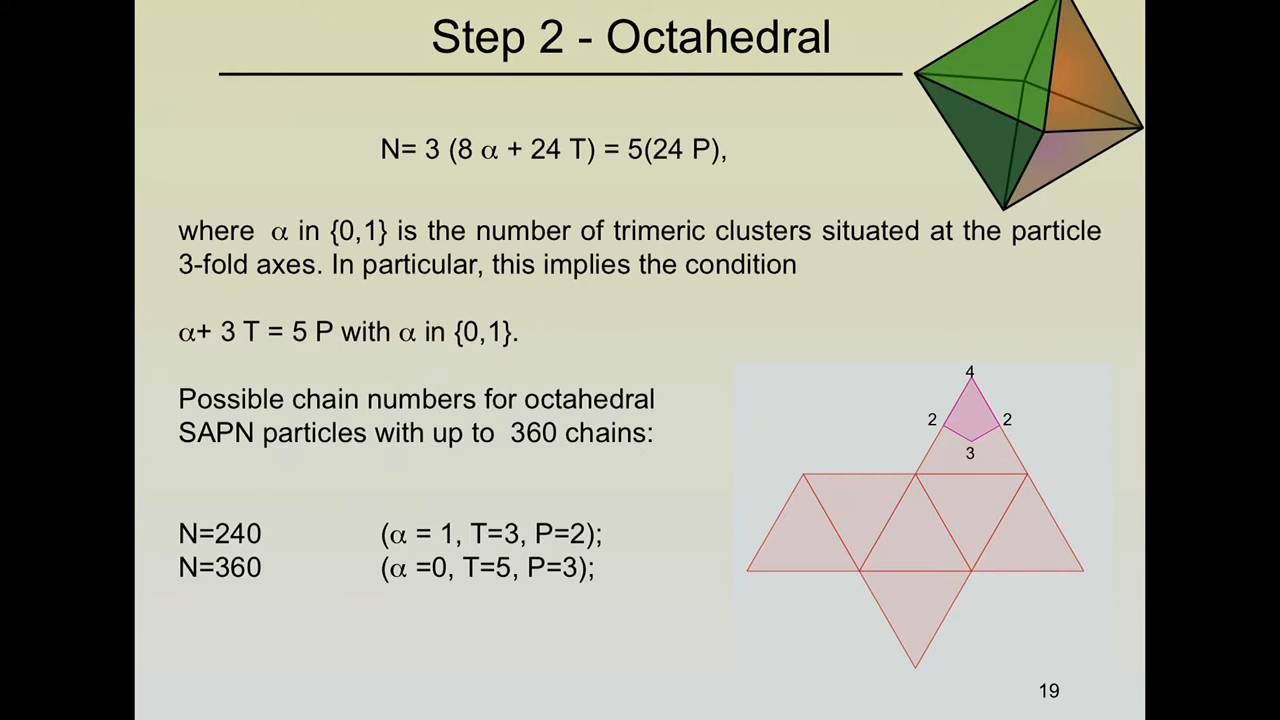 Step 2 - Octahedral
N= 3 (8 α + 24 T) = 5(24 P),
where α in {0,1} is the number of trimeric clusters situated at the particle
3-fold axes. In particular, this implies the condition
α+ 3 T = 5 P with α in {0,1}.
Possible chain numbers for octahedral
SAPN particles with up to 360 chains:
N=240 (α = 1, T=3, P=2);
N=360 (α =0, T=5, P=3);
4
2 2
3
19